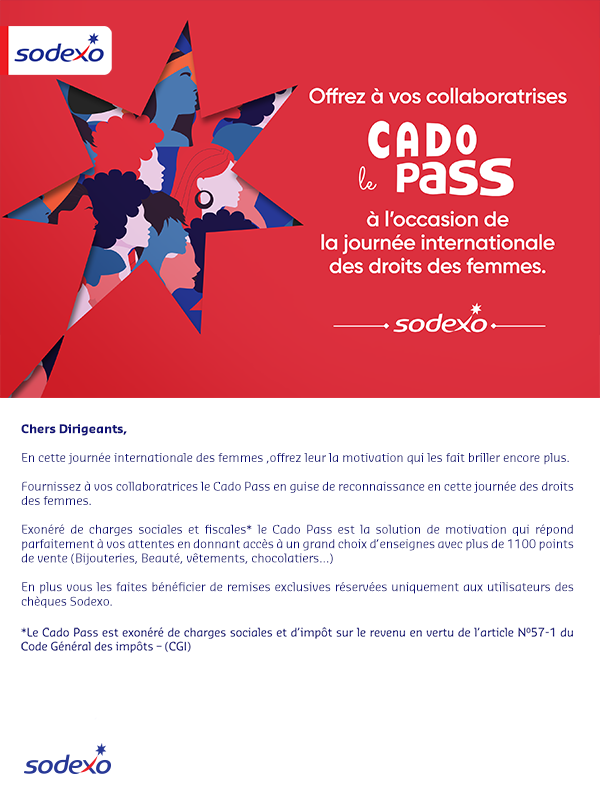 sodexo
Offrez à vos collaboratrises
CADO
le Pass
à l'occasion de
la journée internationale
des droits des femmes.
sodexo
Chers Dirigeants,
En cette journée internationale des femmes ,offrez leur la motivation qui les fait briller encore plus.
Fournissez à vos collaboratrices le Cado Pass en guise de reconnaissance en cette journée des droits
des femmes.
Exonéré de charges sociales et fiscales* le Cado Pass est la solution de motivation qui répond
parfaitement à vos attentes en donnant accès à un grand choix d'enseignes avec plus de 1100 points
de vente (Bijouteries, Beauté, vêtements, chocolatiers...)
En plus vous les faites bénéficier de remises exclusives réservées uniquement aux utilisateurs des
chèques Sodexo.
*Le Cado Pass est exonéré de charges sociales et d'impôt sur le revenu en vertu de l'article Nº57-1 du
Code Général des impôts – (CGI)
sodexo